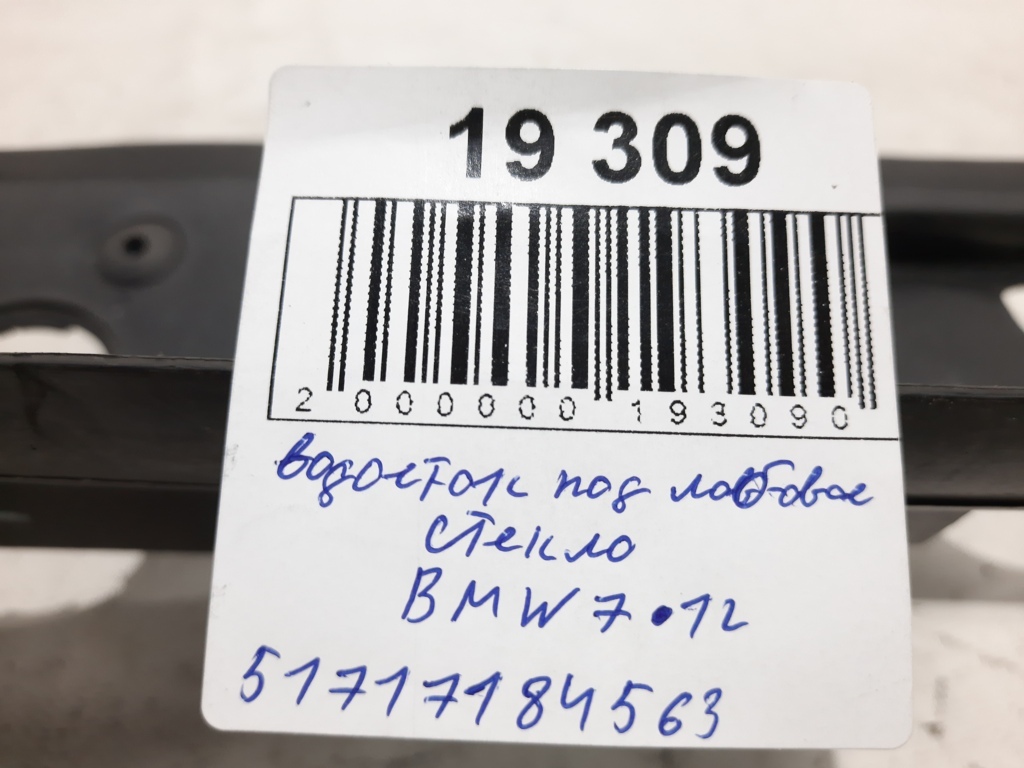 19 309
2 000000 193090
водосток под лобовое
стекло
BMW 7 • 12
51717184563